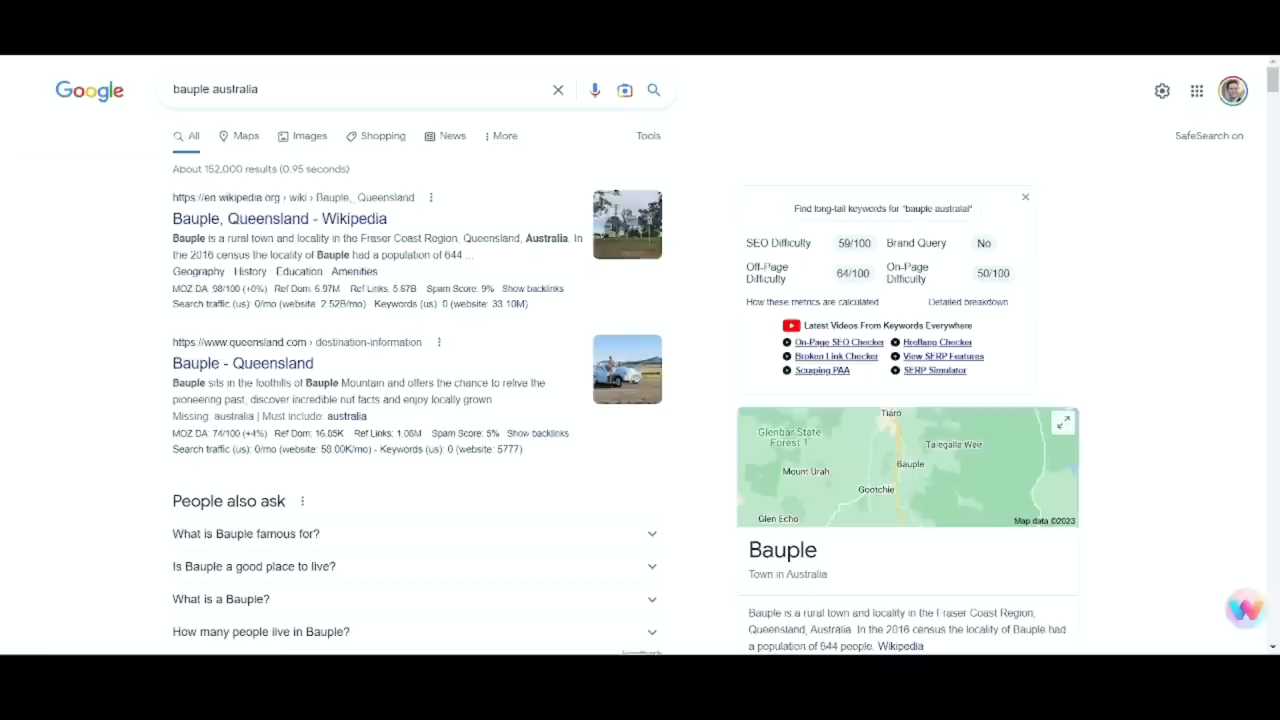 Google
bauple australia
All
Maps
Images
Shopping
News
More
Tools
SafeSearch on
About 152,000 results (0.95 seconds)
https://en.wikipedia.org › wiki › Bauple,_Queensland
Bauple, Queensland - Wikipedia
Bauple is a rural town and locality in the Fraser Coast Region, Queensland, Australia. In
the 2016 census the locality of Bauple had a population of 644 ...
Geography History Education Amenities
MOZ DA: 98/100 (+0%) Ref Dom: 6.97M Ref Links: 5.67B Spam Score: 9% Show backlinks
Search traffic (us): 0/mo (website: 2.52B/mo) Keywords (us): 0 (website: 33.10M)
https://www.queensland.com › destination-information
Bauple - Queensland
Bauple sits in the foothills of Bauple Mountain and offers the chance to relive the
pioneering past, discover incredible nut facts and enjoy locally grown
Missing: australia | Must include: australia
MOZ DA: 74/100 (+4%) Ref Dom: 16.85K Ref Links: 1.06M Spam Score: 5% Show backlinks
Search traffic (us): 0/mo (website: 59.00K/mo) - Keywords (us): 0 (website: 5777)
People also ask
What is Bauple famous for?
Is Bauple a good place to live?
What is a Bauple?
How many people live in Bauple?
Feedback
Find long-tail keywords for "bauple australai"
SEO Difficulty 59/100 Brand Query No
Off-Page Difficulty 64/100 On-Page Difficulty 50/100
How these metrics are calculated Detailed breakdown
Latest Videos From Keywords Everywhere
On-Page SEO Checker Hreflang Checker
Broken Link Checker View SERP Features
Scraping PAA SERP Simulator
Tiaro
Glenbar State
Forest 1
Talegalla Weir
Bauple
Mount Urah
Gootchie
Glen Echo
Map data ©2023
Bauple
Town in Australia
Bauple is a rural town and locality in the Fraser Coast Region,
Queensland, Australia. In the 2016 census the locality of Bauple had
a population of 644 people. Wikipedia